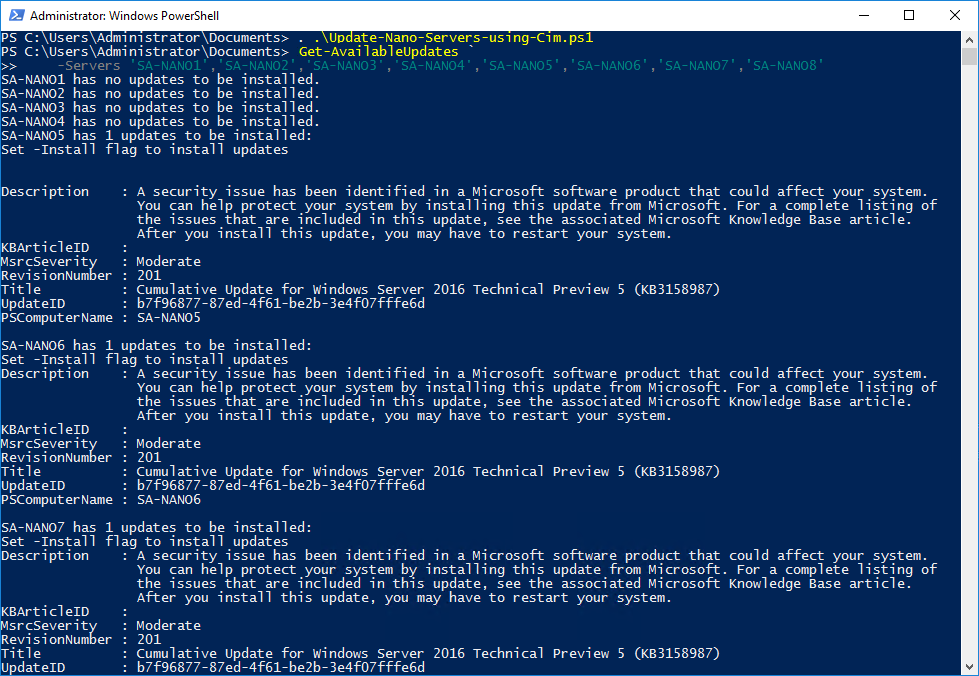 Administrator: Windows PowerShell
PS C:\Users\Administrator\Documents> . .\Update-Nano-Servers-using-Cim.ps1
PS C:\Users\Administrator\Documents> Get-AvailableUpdates `
>>     -Servers 'SA-NANO1','SA-NANO2','SA-NANO3','SA-NANO4','SA-NANO5','SA-NANO6','SA-NANO7','SA-NANO8'
SA-NANO1 has no updates to be installed.
SA-NANO2 has no updates to be installed.
SA-NANO3 has no updates to be installed.
SA-NANO4 has no updates to be installed.
SA-NANO5 has 1 updates to be installed:
Set -Install flag to install updates
Description    : A security issue has been identified in a Microsoft software product that could affect your system.
You can help protect your system by installing this update from Microsoft. For a complete listing of
the issues that are included in this update, see the associated Microsoft Knowledge Base article.
After you install this update, you may have to restart your system.
KBArticleID    :
MsrcSeverity   : Moderate
RevisionNumber : 201
Title          : Cumulative Update for Windows Server 2016 Technical Preview 5 (KB3158987)
UpdateID       : b7f96877-87ed-4f61-be2b-3e4f07fffe6d
PSComputerName : SA-NANO5
SA-NANO6 has 1 updates to be installed:
Set -Install flag to install updates
Description    : A security issue has been identified in a Microsoft software product that could affect your system.
You can help protect your system by installing this update from Microsoft. For a complete listing of
the issues that are included in this update, see the associated Microsoft Knowledge Base article.
After you install this update, you may have to restart your system.
KBArticleID    :
MsrcSeverity   : Moderate
RevisionNumber : 201
Title          : Cumulative Update for Windows Server 2016 Technical Preview 5 (KB3158987)
UpdateID       : b7f96877-87ed-4f61-be2b-3e4f07fffe6d
PSComputerName : SA-NANO6
SA-NANO7 has 1 updates to be installed:
Set -Install flag to install updates
Description    : A security issue has been identified in a Microsoft software product that could affect your system.
You can help protect your system by installing this update from Microsoft. For a complete listing of
the issues that are included in this update, see the associated Microsoft Knowledge Base article.
After you install this update, you may have to restart your system.
KBArticleID    :
MsrcSeverity   : Moderate
RevisionNumber : 201
Title          : Cumulative Update for Windows Server 2016 Technical Preview 5 (KB3158987)
UpdateID       : b7f96877-87ed-4f61-be2b-3e4f07fffe6d